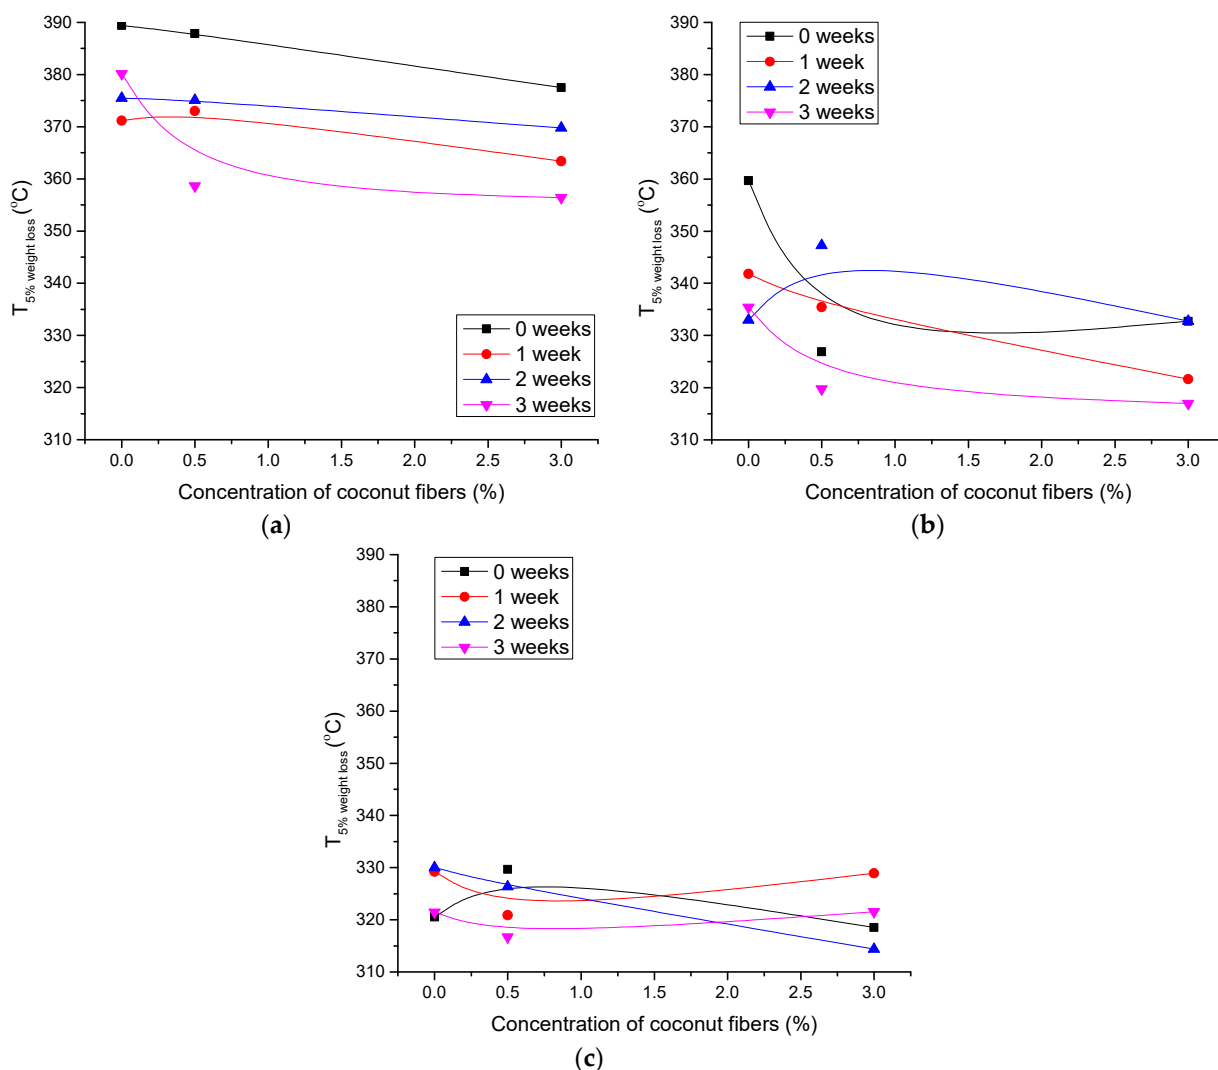 390
380
370
360
350
340
330
320
310
T5% weight loss (oC)
0 weeks
1 week
2 weeks
3 weeks
0.0 0.5 1.0 1.5 2.0 2.5 3.0
Concentration of coconut fibers (%)
(a)
390
380
370
360
350
340
330
320
310
T5% weight loss (oC)
0 weeks
1 week
2 weeks
3 weeks
0.0 0.5 1.0 1.5 2.0 2.5 3.0
Concentration of coconut fibers (%)
(b)
390
380
370
360
350
340
330
320
310
T5% weight loss (oC)
0 weeks
1 week
2 weeks
3 weeks
0.0 0.5 1.0 1.5 2.0 2.5 3.0
Concentration of coconut fibers (%)
(c)